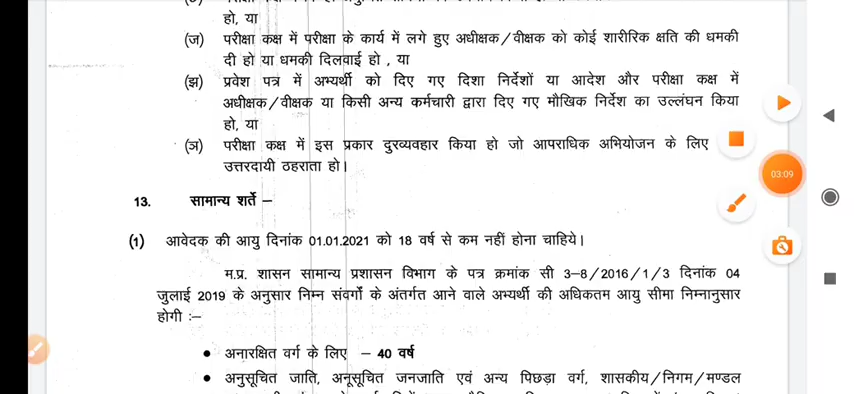 हो, या
(ज) परीक्षा कक्ष में परीक्षा के कार्य में लगे हुए अधीक्षक/वीक्षक को कोई शारीरिक क्षति की धमकी
दी हो या धमकी दिलवाई हो, या
(झ) प्रवेश पत्र में अभ्यर्थी को दिए गए दिशा निर्देशों या आदेश और परीक्षा कक्ष में
अधीक्षक/वीक्षक या किसी अन्य कर्मचारी द्वारा दिए गए मौखिक निर्देश का उल्लंघन किया
हो, या
(ञ) परीक्षा कक्ष में इस प्रकार दुरव्यवहार किया हो जो आपराधिक अभियोजन के लिए
उत्तरदायी ठहराता हो।
03:09
13. सामान्य शर्ते –
(1) आवेदक की आयु दिनांक 01.01.2021 को 18 वर्ष से कम नहीं होना चाहिये।
म.प्र. शासन सामान्य प्रशासन विभाग के पत्र क्रमांक सी 3–8/2016/1/3 दिनांक 04
जुलाई 2019 के अनुसार निम्न संवर्गों के अंतर्गत आने वाले अभ्यर्थी की अधिकतम आयु सीमा निम्नानुसार
होगी :–
• अनारक्षित वर्ग के लिए – 40 वर्ष
• अनुसूचित जाति, अनूसूचित जनजाति एवं अन्य पिछड़ा वर्ग, शासकीय/निगम/मण्डल